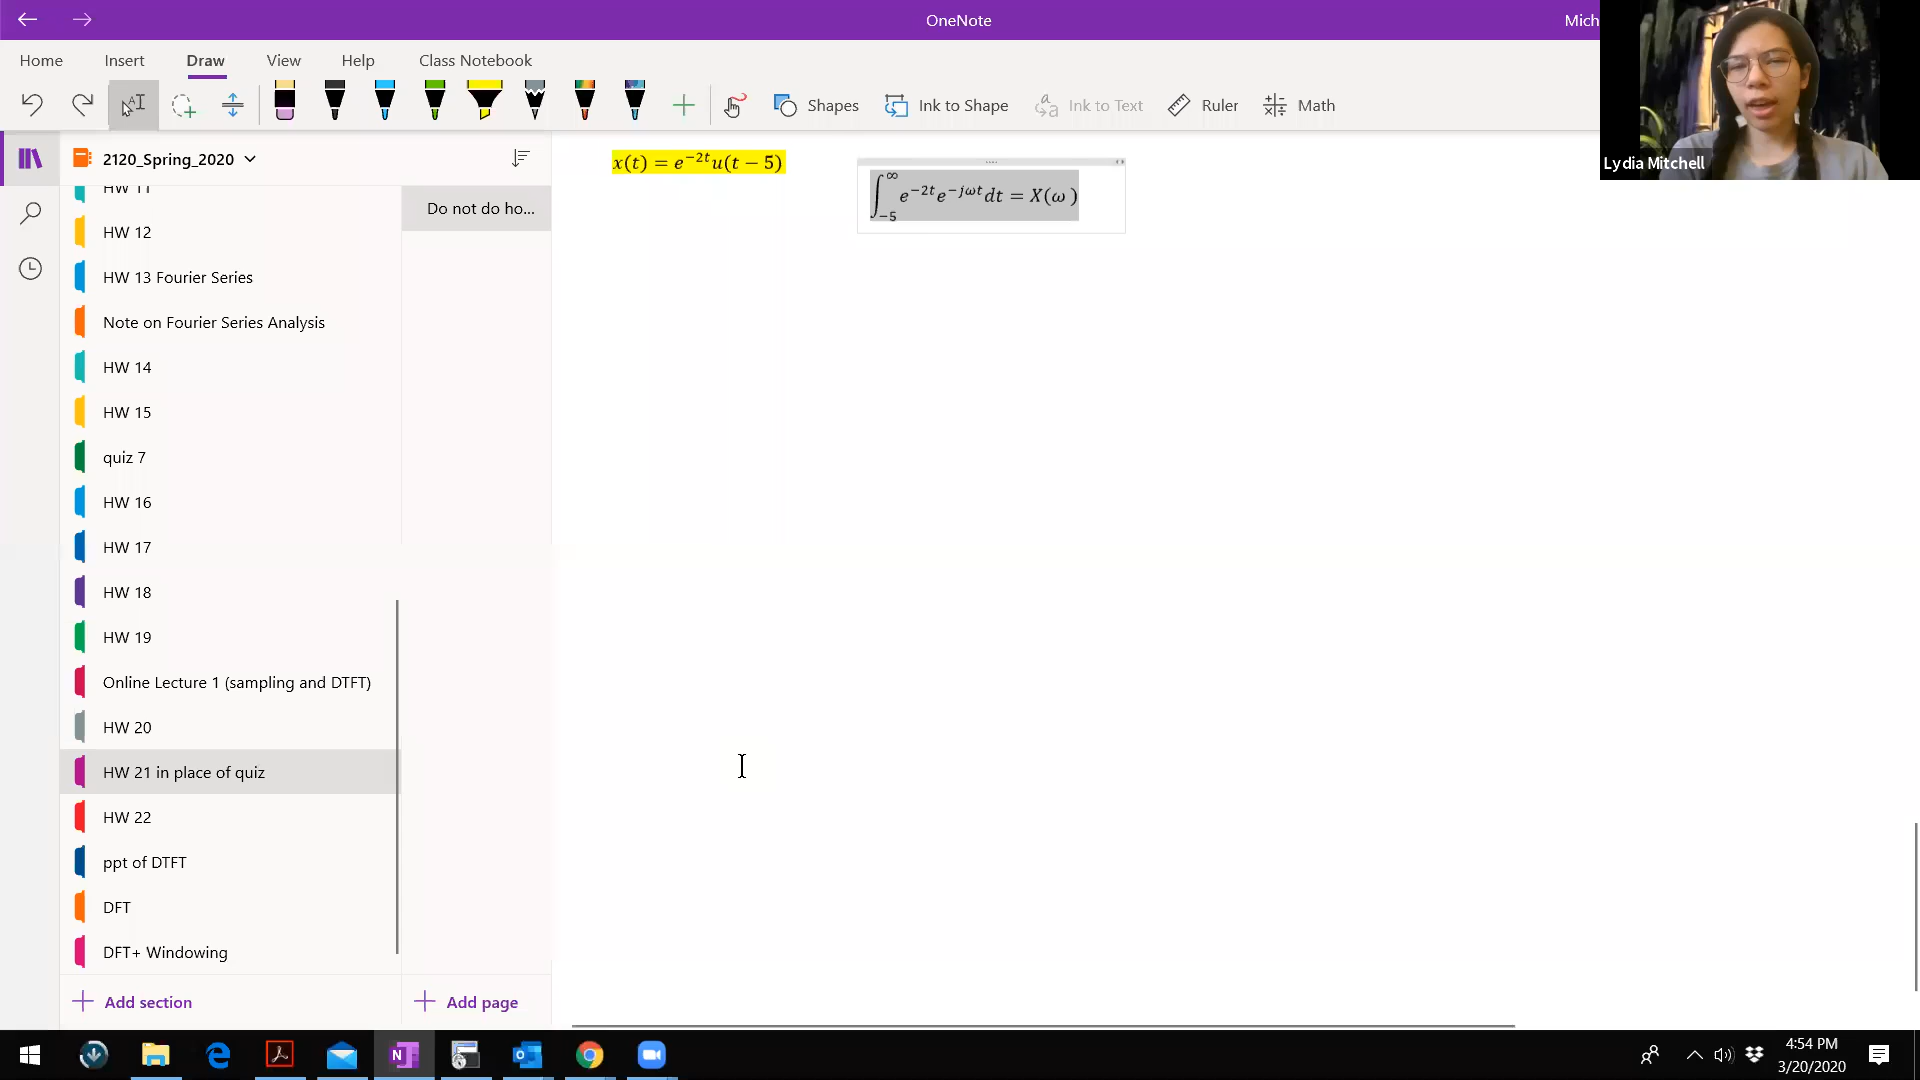 OneNote
Mich
Home Insert Draw View Help Class Notebook
Shapes Ink to Shape Ink to Text Ruler Math
Lydia Mitchell
2120_Spring_2020
HW 11
HW 12
HW 13 Fourier Series
Note on Fourier Series Analysis
HW 14
HW 15
quiz 7
HW 16
HW 17
HW 18
HW 19
Online Lecture 1 (sampling and DTFT)
HW 20
HW 21 in place of quiz
HW 22
ppt of DTFT
DFT
DFT+ Windowing
Add section
Do not do ho...
Add page
x(t) = e^{-2t}u(t − 5)
∫_{-5}^{∞} e^{-2t}e^{-jωt}dt = X(ω )
4:54 PM
3/20/2020